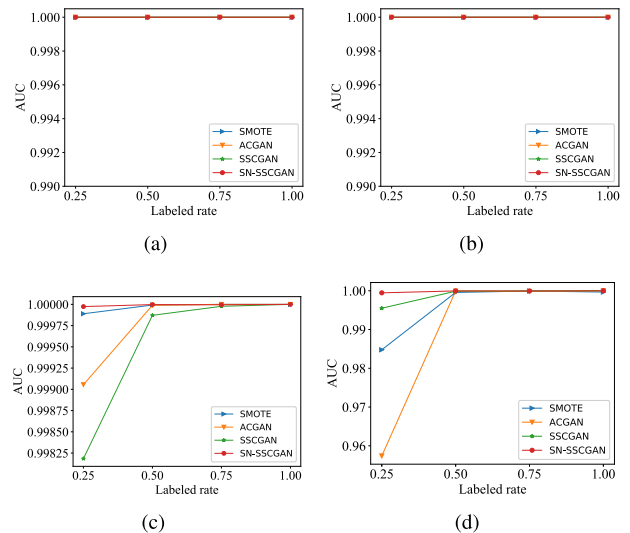 1.000
0.998
0.996
0.994
0.992
0.990
AUC
SMOTE
ACGAN
SSCGAN
SN-SSCGAN
0.25 0.50 0.75 1.00
Labeled rate
(a)
1.000
0.998
0.996
0.994
0.992
0.990
AUC
SMOTE
ACGAN
SSCGAN
SN-SSCGAN
0.25 0.50 0.75 1.00
Labeled rate
(b)
1.00000
0.99975
0.99950
0.99925
0.99900
0.99875
0.99850
0.99825
AUC
SMOTE
ACGAN
SSCGAN
SN-SSCGAN
0.25 0.50 0.75 1.00
Labeled rate
(c)
1.00
0.99
0.98
0.97
0.96
AUC
SMOTE
ACGAN
SSCGAN
SN-SSCGAN
0.25 0.50 0.75 1.00
Labeled rate
(d)